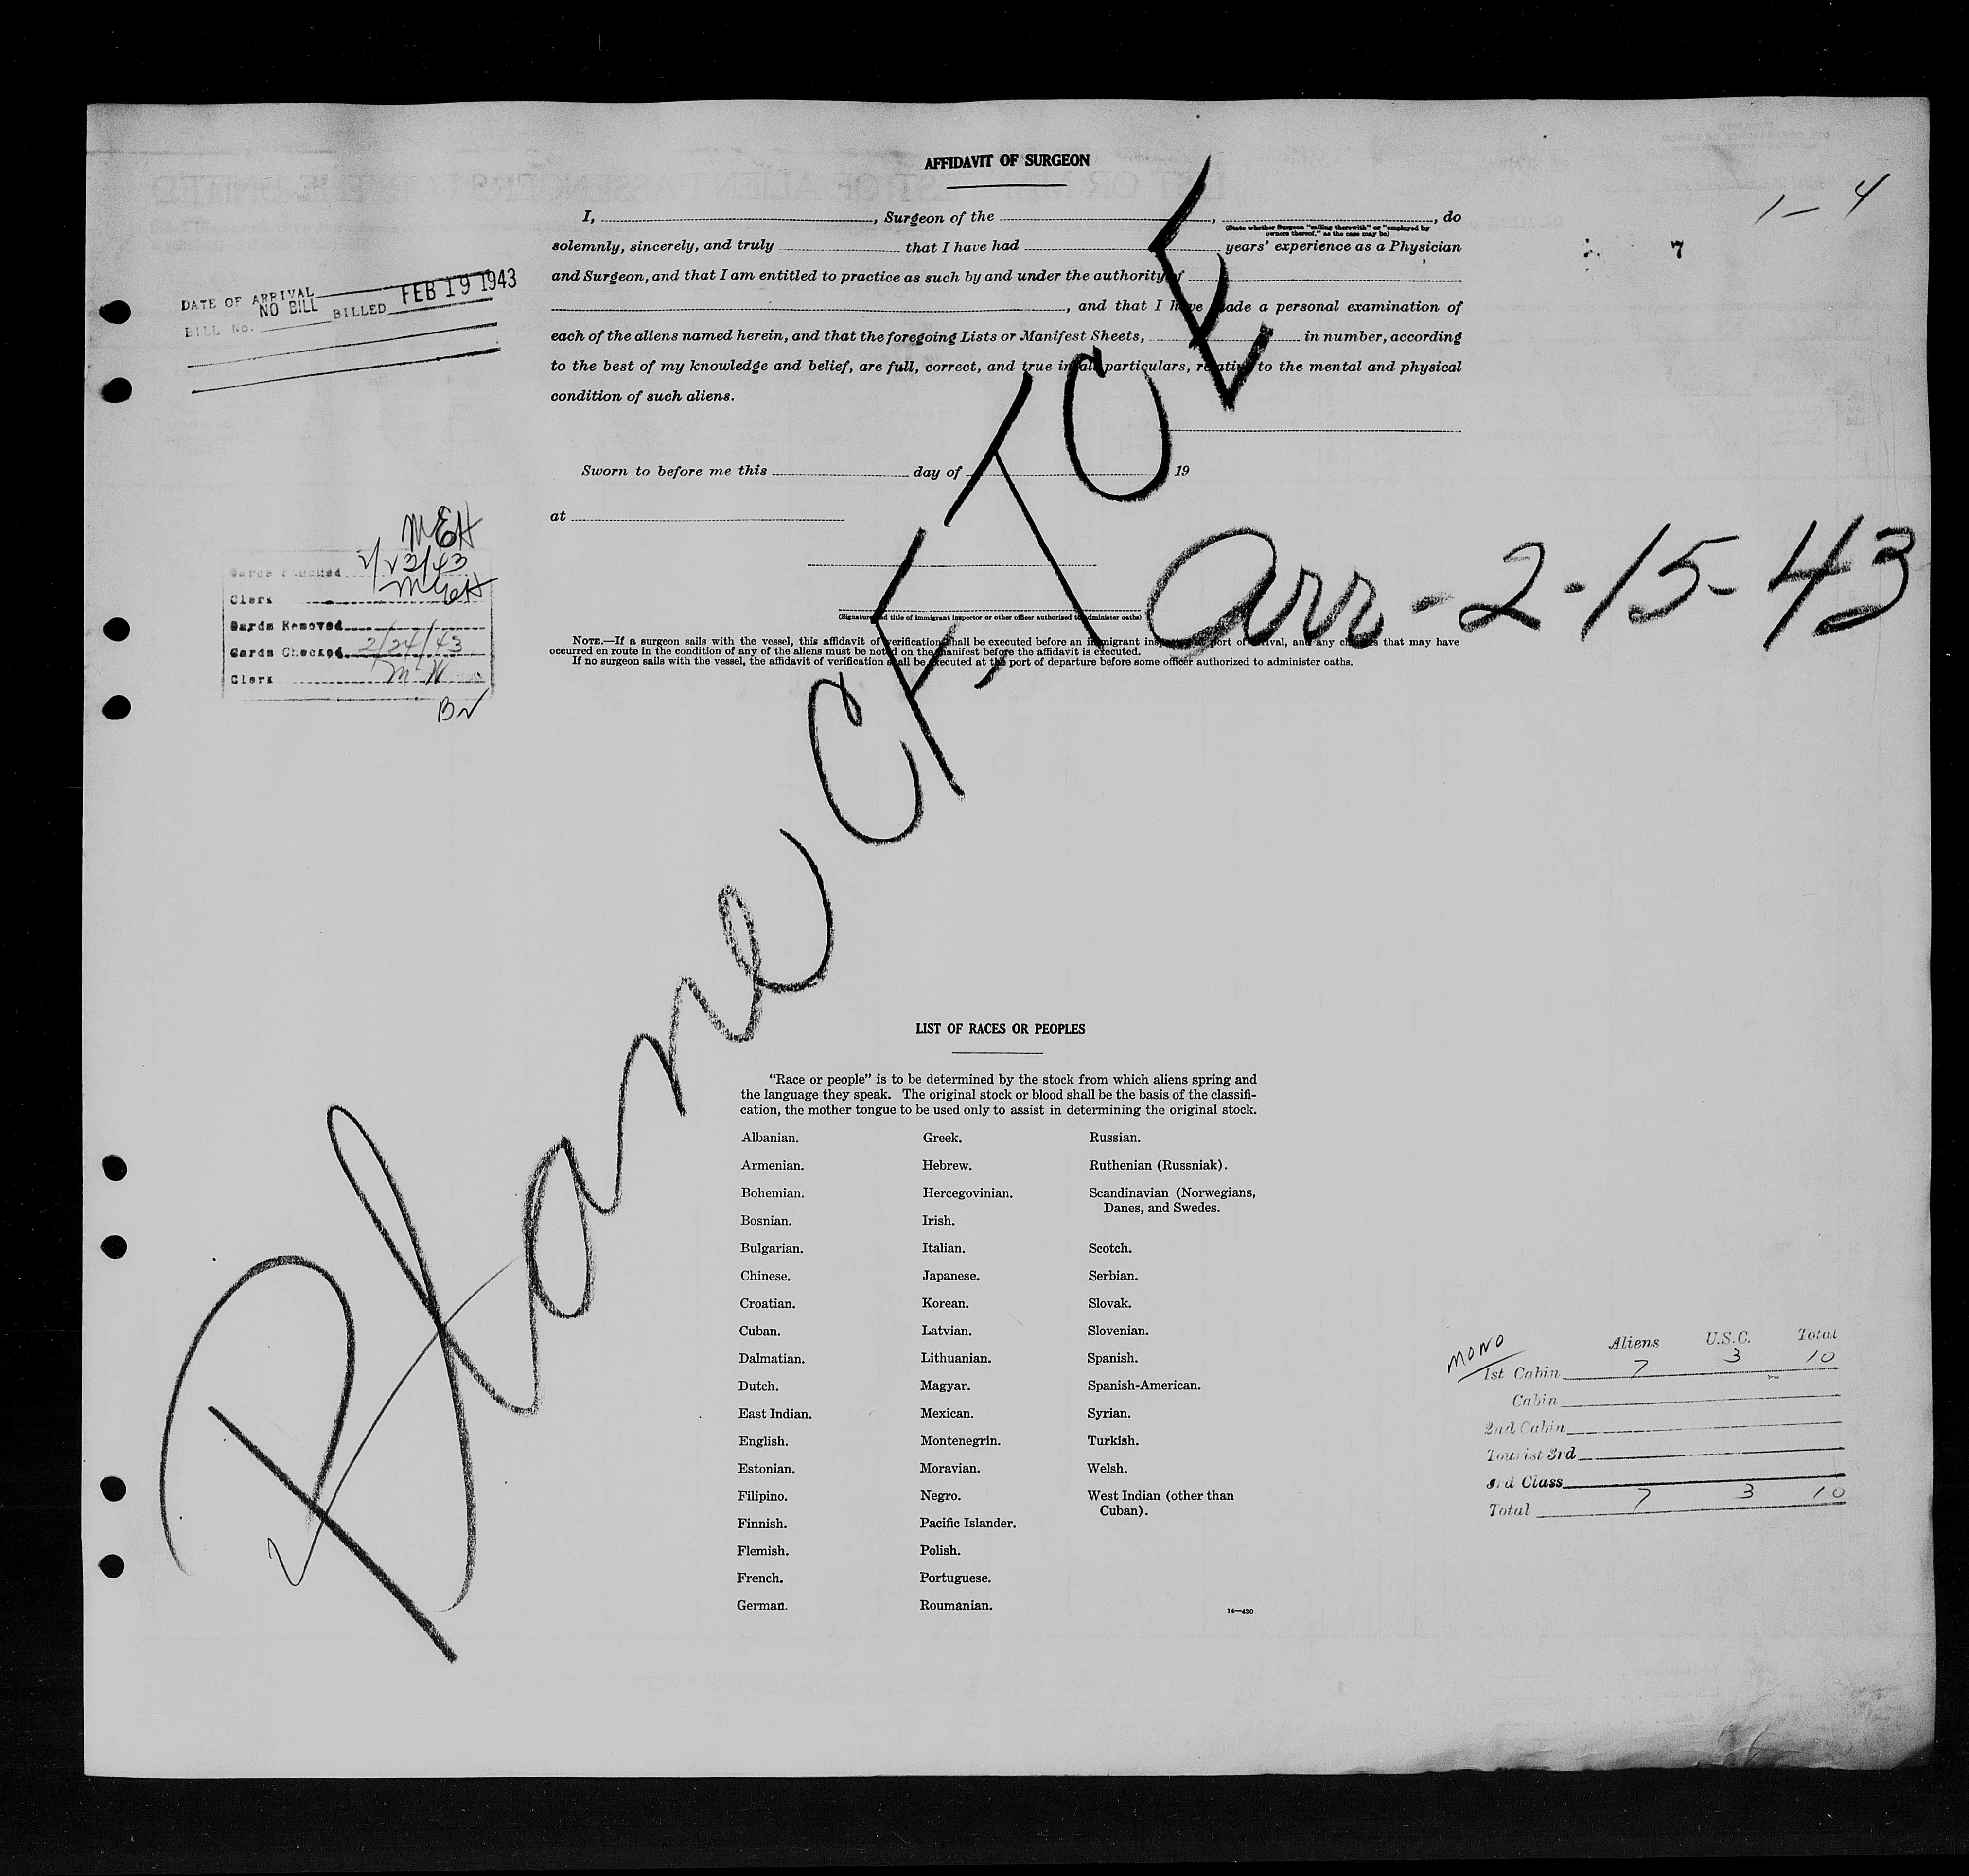 AFFIDAVIT OF SURGEON
1 - 4
7
I, , Surgeon of the , , do
(State whether Surgeon "sailing therewith" or "employed by
owners thereof," as the case may be)
solemnly, sincerely, and truly that I have had years' experience as a Physician
and Surgeon, and that I am entitled to practice as such by and under the authority of
, and that I have made a personal examination of
each of the aliens named herein, and that the foregoing Lists or Manifest Sheets, in number, according
to the best of my knowledge and belief, are full, correct, and true in all particulars, relative to the mental and physical
condition of such aliens.
Sworn to before me this day of 19
at
(Signature and title of immigrant inspector or other officer authorized to administer oaths)
NOTE.—If a surgeon sails with the vessel, this affidavit of verification shall be executed before an immigrant inspector at port of arrival, and any changes that may have
occurred en route in the condition of any of the aliens must be noted on the manifest before the affidavit is executed.
If no surgeon sails with the vessel, the affidavit of verification shall be executed at the port of departure before some officer authorized to administer oaths.
DATE OF ARRIVAL
NO BILL
BILL No. BILLED FEB 19 1943
MEH
Cards Punched 2/23/43
Clerk MEH
Cards Removed
Cards Checked 2/24/43
Clerk
Plane CF-TCE
Arr - 2-15-43
LIST OF RACES OR PEOPLES
"Race or people" is to be determined by the stock from which aliens spring and
the language they speak. The original stock or blood shall be the basis of the classifi-
cation, the mother tongue to be used only to assist in determining the original stock.
Albanian.
Armenian.
Bohemian.
Bosnian.
Bulgarian.
Chinese.
Croatian.
Cuban.
Dalmatian.
Dutch.
East Indian.
English.
Estonian.
Filipino.
Finnish.
Flemish.
French.
German.
Greek.
Hebrew.
Hercegovinian.
Irish.
Italian.
Japanese.
Korean.
Latvian.
Lithuanian.
Magyar.
Mexican.
Montenegrin.
Moravian.
Negro.
Pacific Islander.
Polish.
Portuguese.
Roumanian.
Russian.
Ruthenian (Russniak).
Scandinavian (Norwegians,
Danes, and Swedes.
Scotch.
Serbian.
Slovak.
Slovenian.
Spanish.
Spanish-American.
Syrian.
Turkish.
Welsh.
West Indian (other than
Cuban).
14—430
MONO
Aliens U.S.C. Total
1st Cabin 7 3 10
Cabin
2nd Cabin
Tourist 3rd
3rd Class
Total 7 3 10